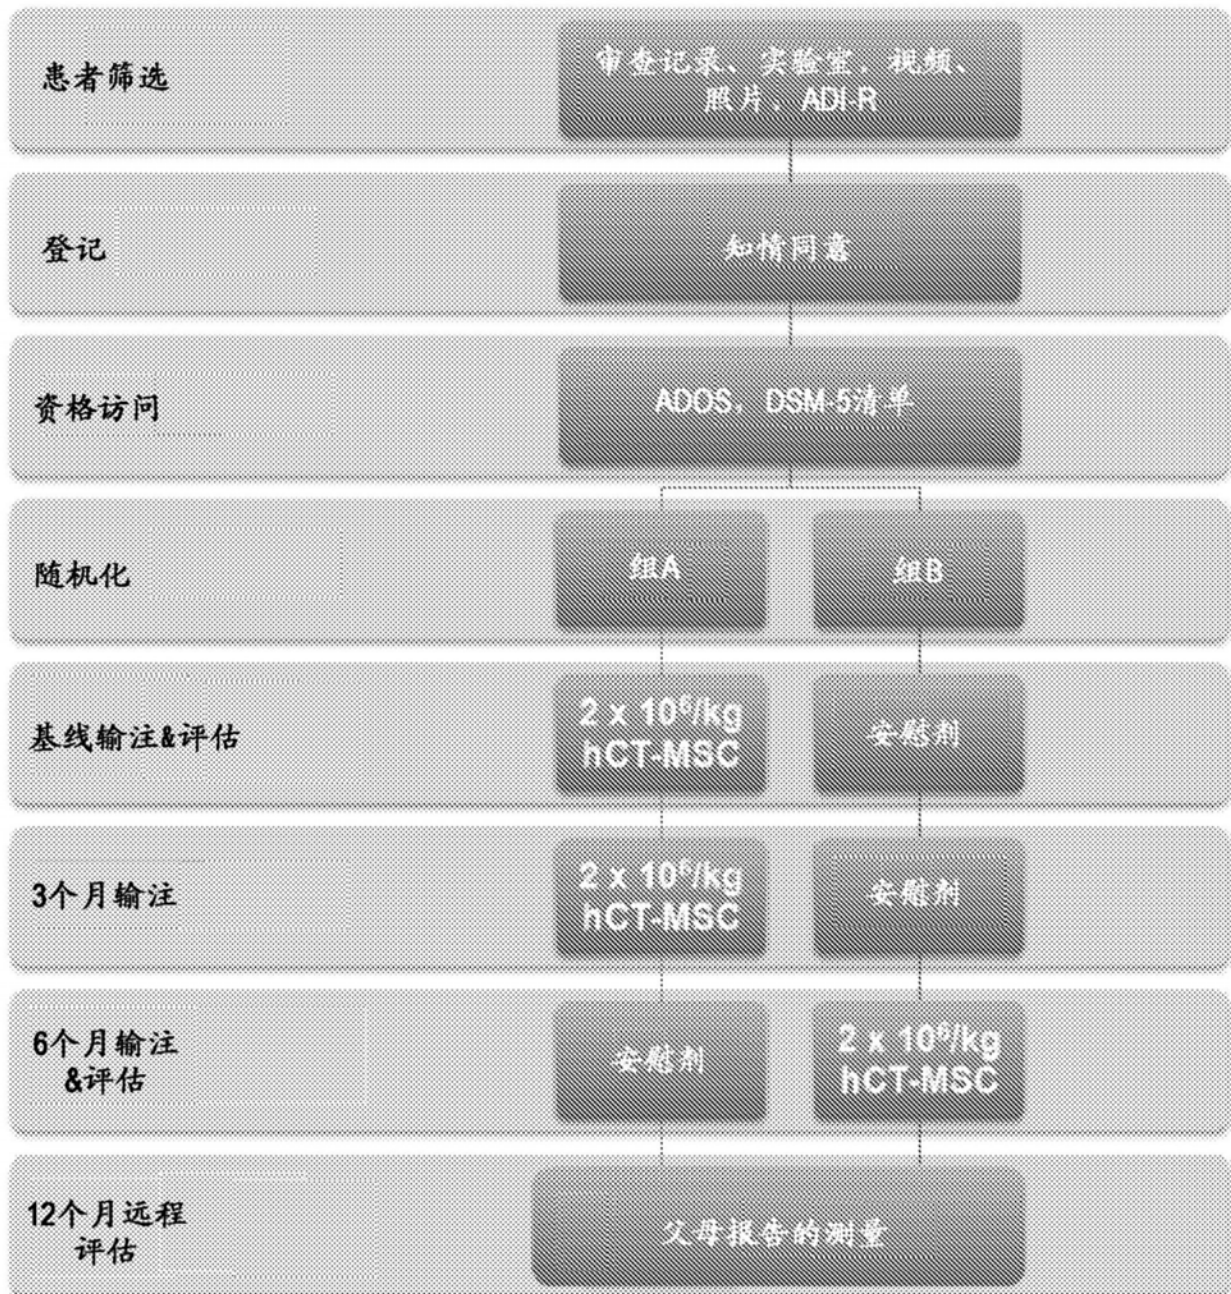 患者筛选
审查记录、实验室 视频、
照片，ADI-R
登记
知情同意
资格访问
ADOS，DSM-5清单
随机化
组A
组B
基线输注&评估
2 x 10⁶/kg
hCT-MSC
安慰剂
3个月输注
2 x 10⁶/kg
hCT-MSC
安慰剂
6个月输注
&评估
安慰剂
2 x 10⁶/kg
hCT-MSC
12个月远程
评估
父母报告的测量